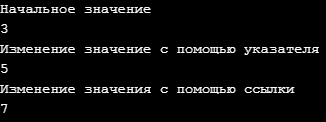 Начальное значение
3
Изменение значение с помощью указателя
5
Изменение значения с помощью ссылки
7